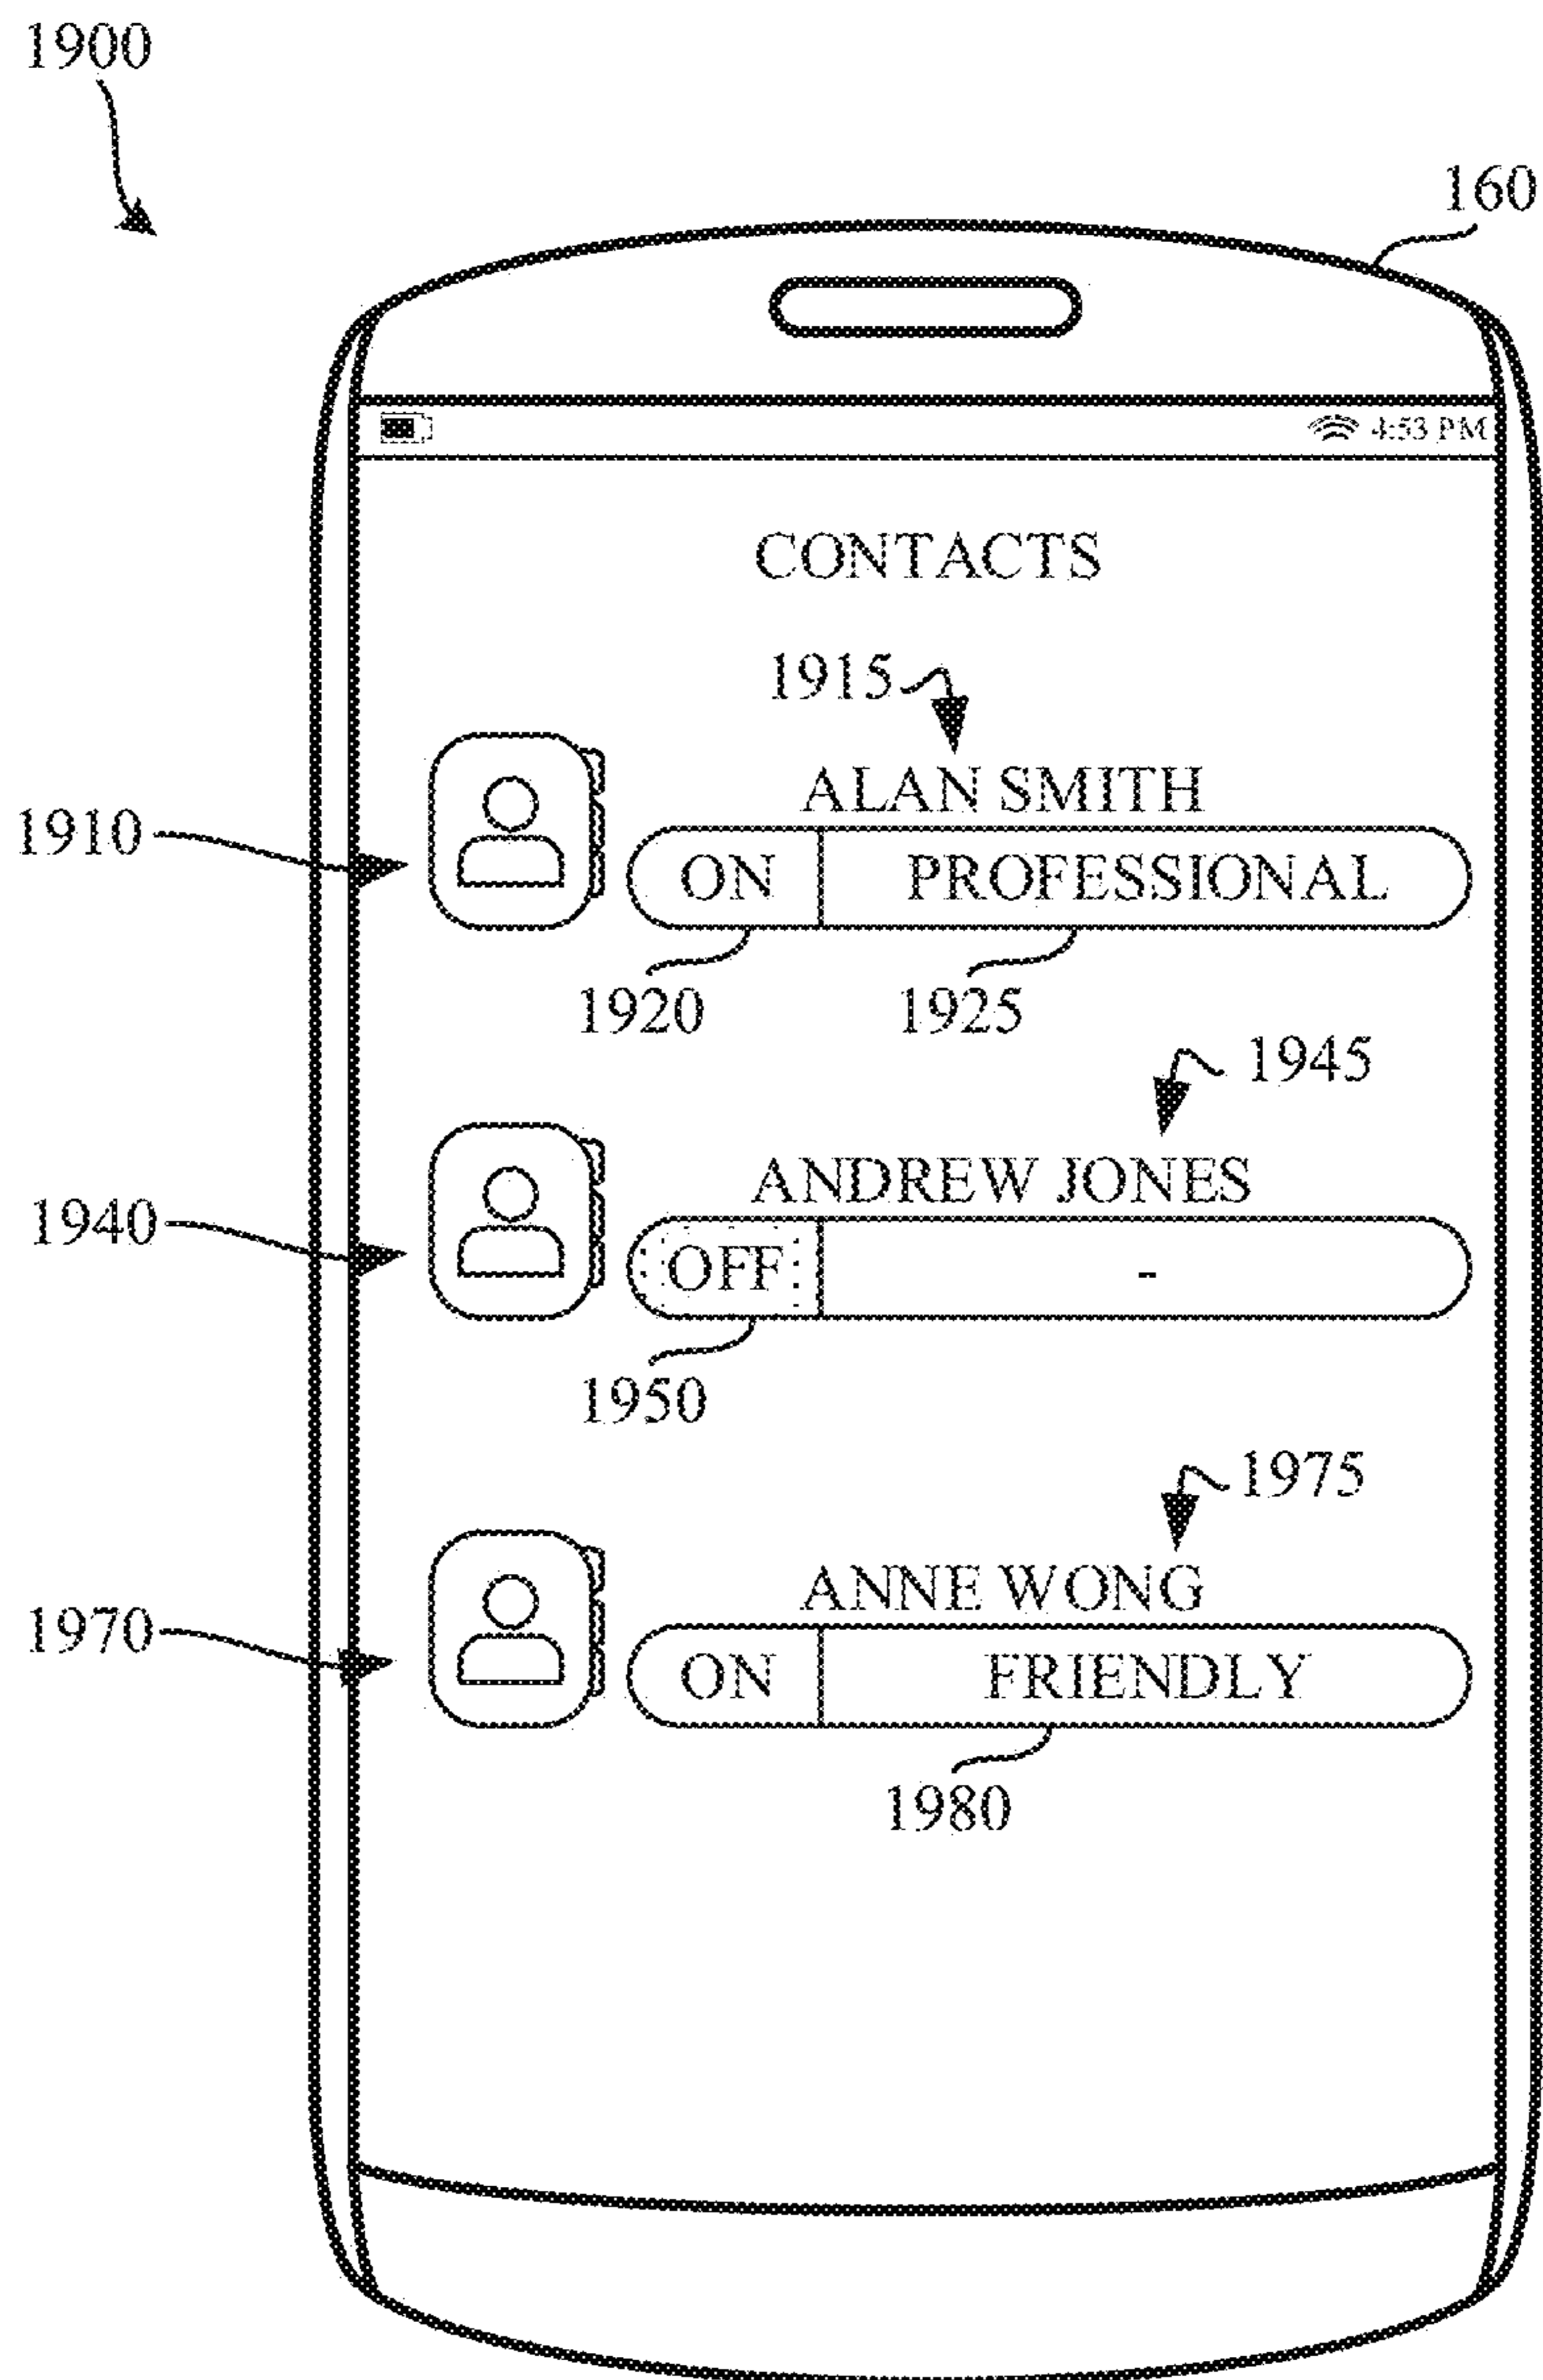 1900
160
4:53 PM
CONTACTS
1915
ALAN SMITH
1910
ON PROFESSIONAL
1920 1925
1945
ANDREW JONES
1940
OFF -
1950
1975
ANNE WONG
1970
ON FRIENDLY
1980